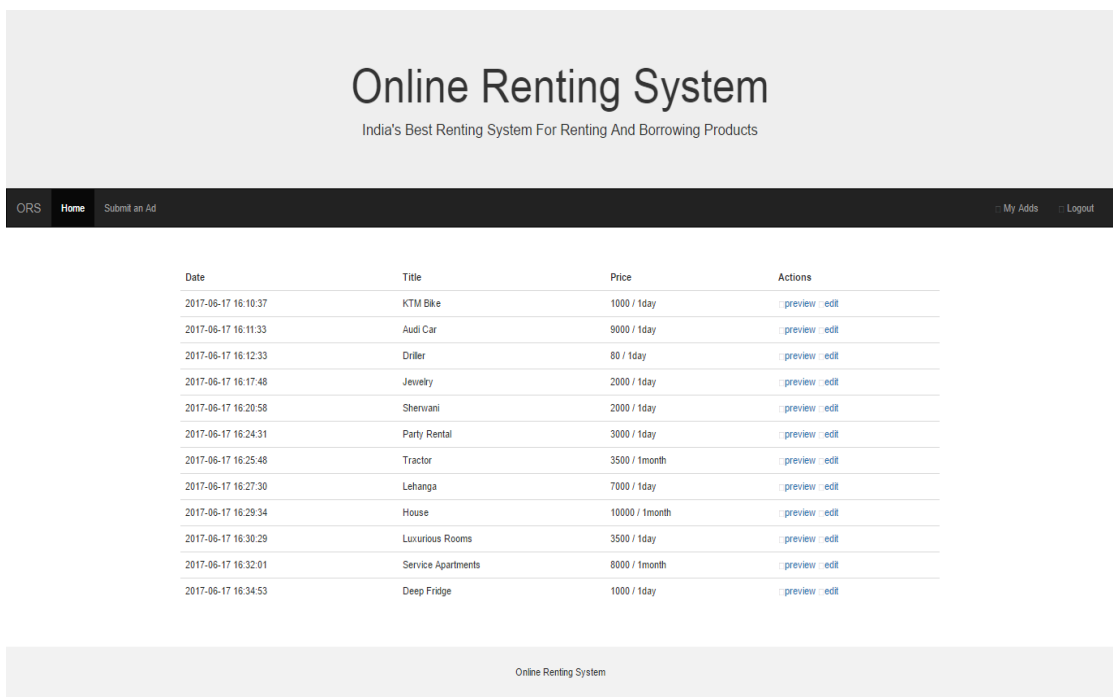 Online Renting System
India's Best Renting System For Renting And Borrowing Products
ORS Home Submit an Ad My Adds Logout
Date Title Price Actions
2017-06-17 16:10:37 KTM Bike 1000 / 1day preview edit
2017-06-17 16:11:33 Audi Car 9000 / 1day preview edit
2017-06-17 16:12:33 Driller 80 / 1day preview edit
2017-06-17 16:17:48 Jewelry 2000 / 1day preview edit
2017-06-17 16:20:58 Sherwani 2000 / 1day preview edit
2017-06-17 16:24:31 Party Rental 3000 / 1day preview edit
2017-06-17 16:25:48 Tractor 3500 / 1month preview edit
2017-06-17 16:27:30 Lehanga 7000 / 1day preview edit
2017-06-17 16:29:34 House 10000 / 1month preview edit
2017-06-17 16:30:29 Luxurious Rooms 3500 / 1day preview edit
2017-06-17 16:32:01 Service Apartments 8000 / 1month preview edit
2017-06-17 16:34:53 Deep Fridge 1000 / 1day preview edit
Online Renting System